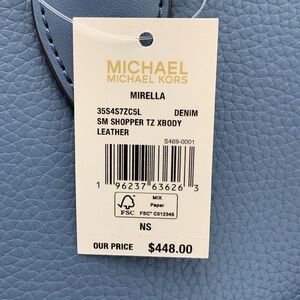 MICHAEL
MICHAEL KORS
MIRELLA
35S4S7ZC5L DENIM
SM SHOPPER TZ XBODY
LEATHER
S469-0001
1 96237 63626 3
FSC
MIX
Paper
FSC® C012345
NS
OUR PRICE $448.00